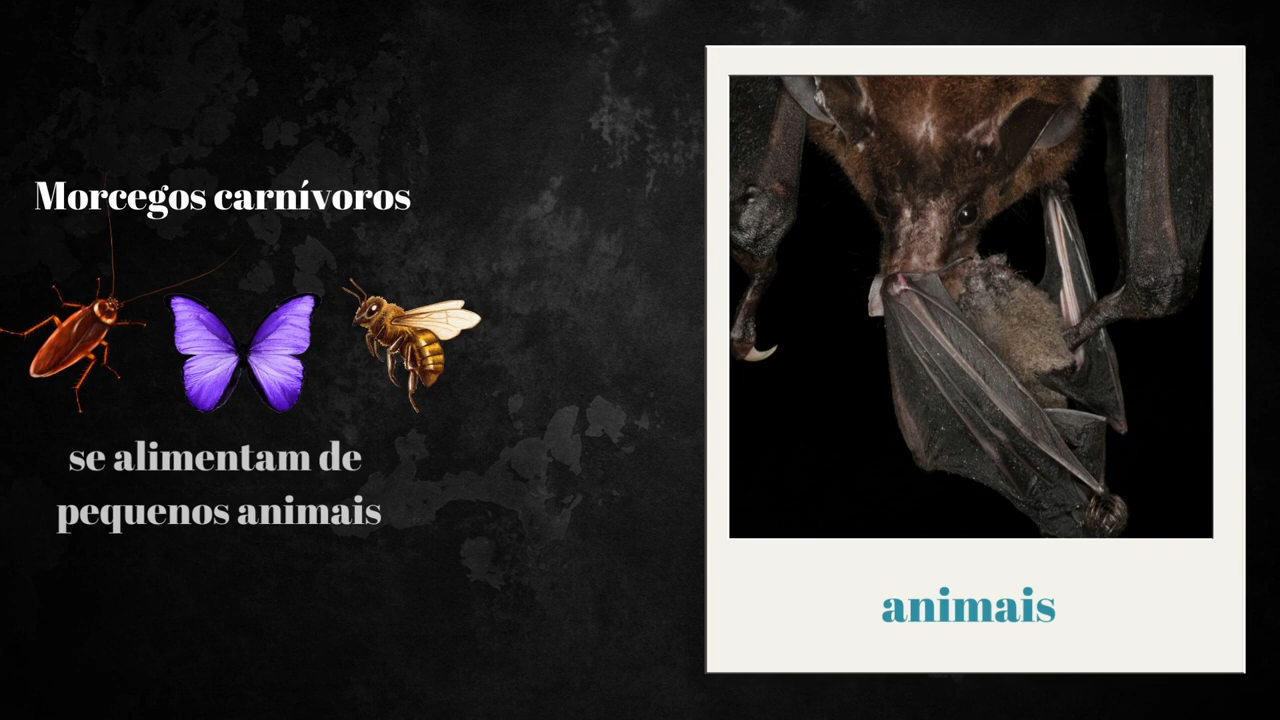 Morcegos carnívoros
se alimentam de
pequenos animais
animais